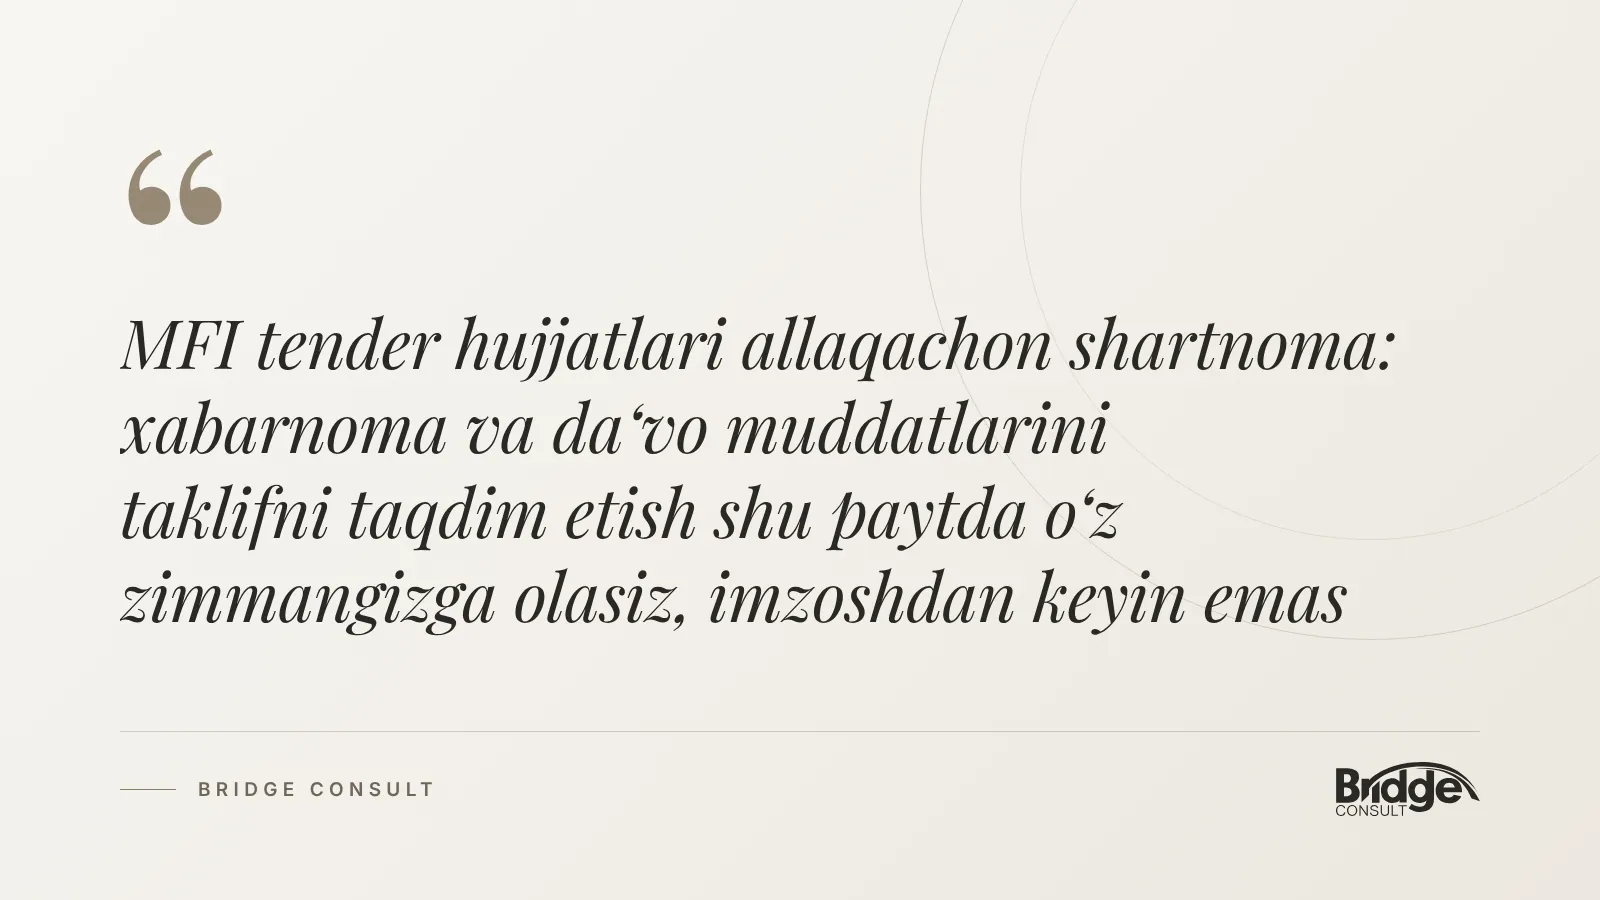 “
MFI tender hujjatlari allaqachon shartnoma:
xabarnoma va da‘vo muddatlarini
taklifni taqdim etish shu paytda o‘z
zimmangizga olasiz, imzoshdan keyin emas
BRIDGE CONSULT
Bridge
CONSULT